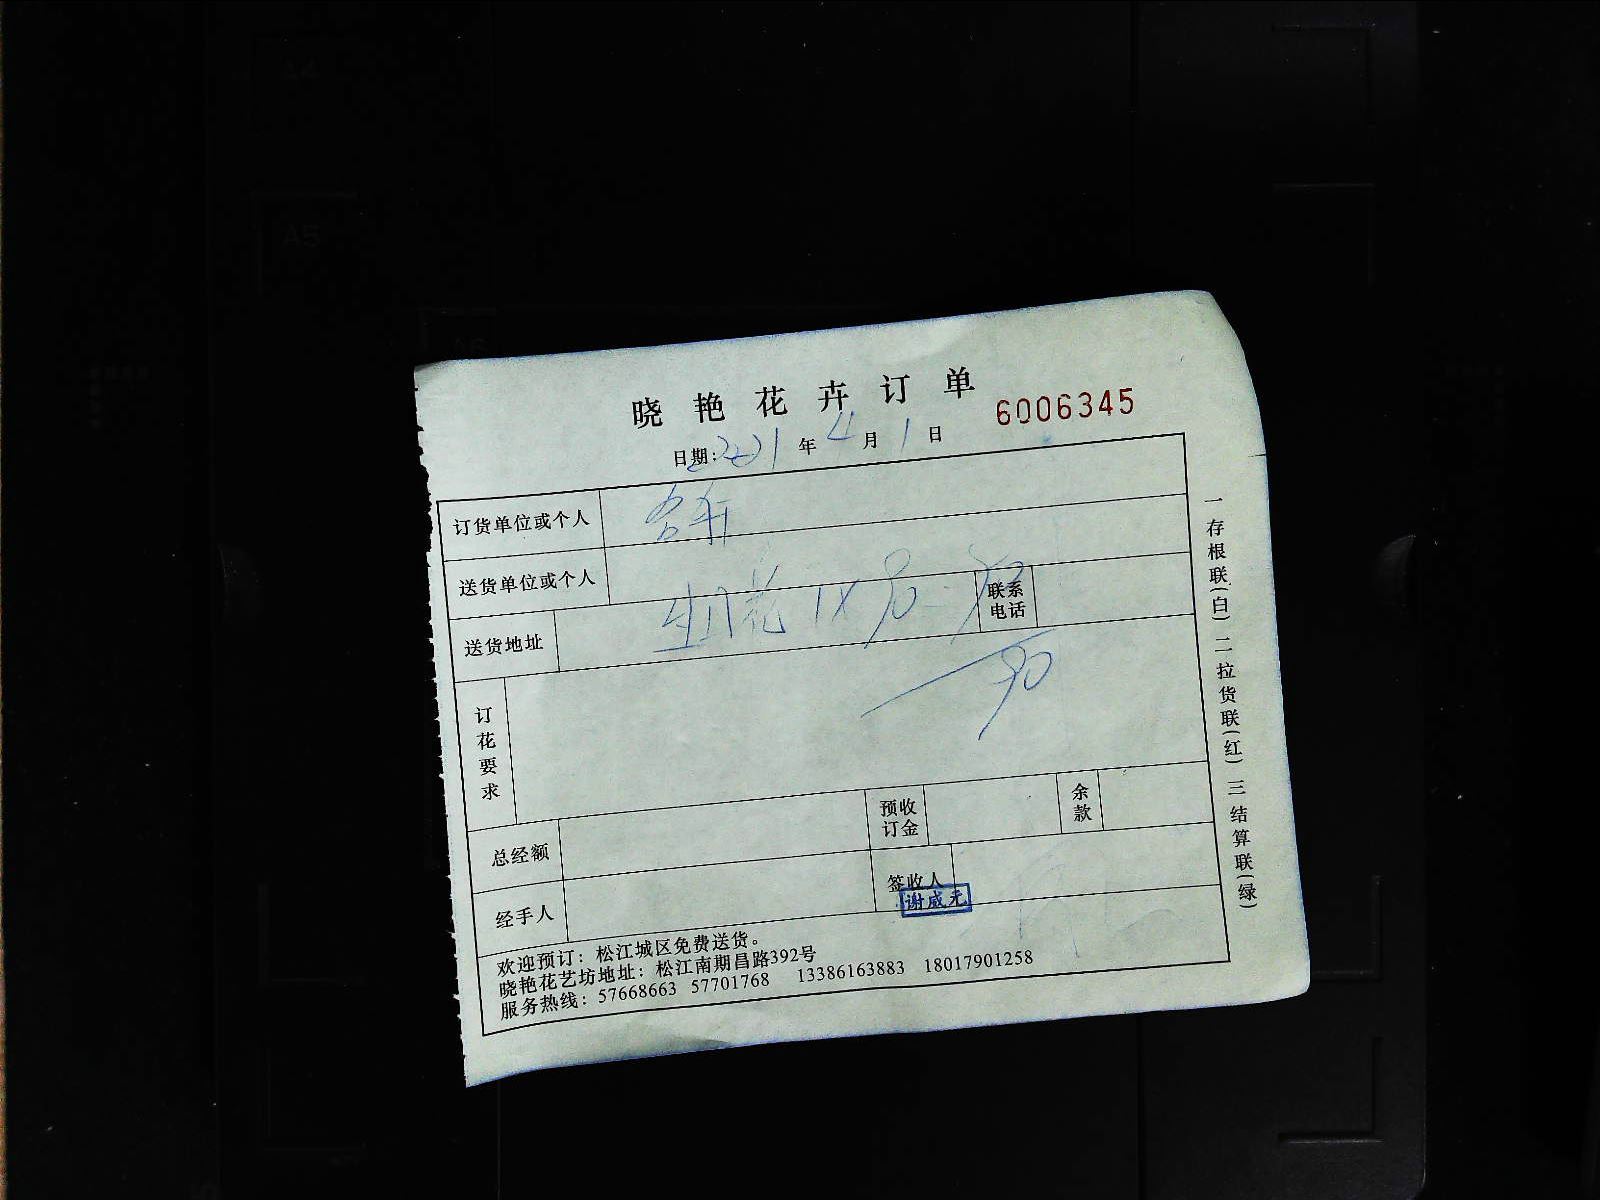 晓艳花卉订单
6006345
日期:2021年4月1日
订货单位或个人
送货单位或个人
送货地址
联系电话
订花要求
总经额
预收订金
余款
经手人
签收人
谢咸元
欢迎预订：松江城区免费送货。
晓艳花艺坊地址：松江南期昌路392号
服务热线：57668663 57701768 13386163883 18017901258
一存根联(白) 二拉货联(红) 三结算联(绿)
A5